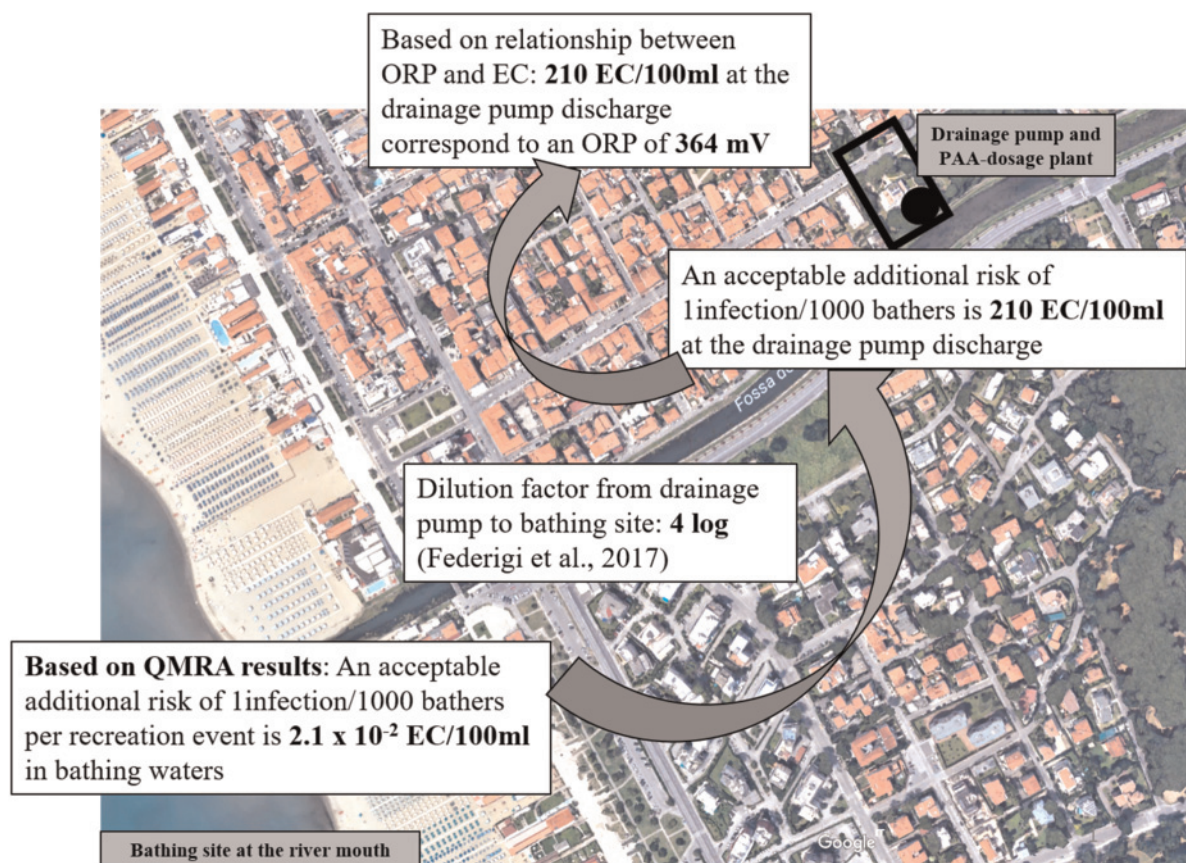 Based on relationship between
ORP and EC: 210 EC/100ml at the
drainage pump discharge
correspond to an ORP of 364 mV
Drainage pump and
PAA-dosage plant
An acceptable additional risk of
1infection/1000 bathers is 210 EC/100ml
at the drainage pump discharge
Fossa
Dilution factor from drainage
pump to bathing site: 4 log
(Federigi et al., 2017)
Based on QMRA results: An acceptable
additional risk of 1infection/1000 bathers
per recreation event is 2.1 x 10⁻² EC/100ml
in bathing waters
Google
Bathing site at the river mouth